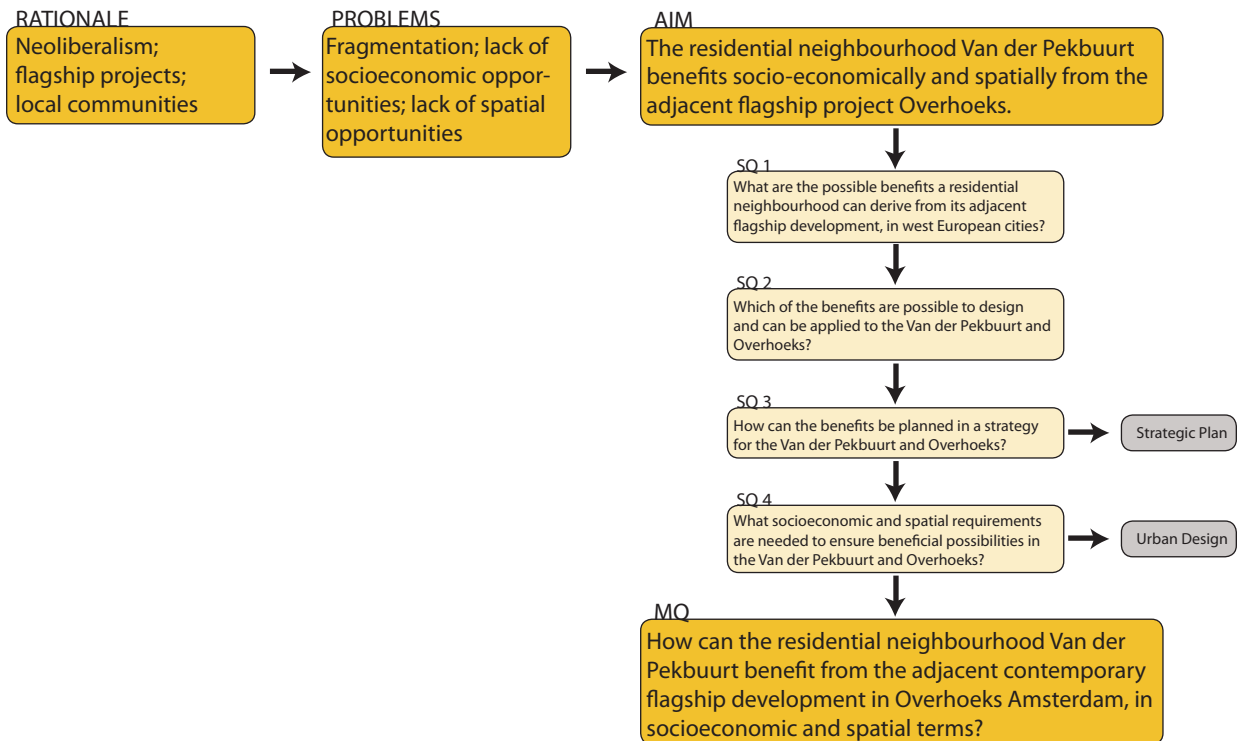 RATIONALE
Neoliberalism;
flagship projects;
local communities
PROBLEMS
Fragmentation; lack of
socioeconomic oppor-
tunities; lack of spatial
opportunities
AIM
The residential neighbourhood Van der Pekbuurt
benefits socio-economically and spatially from the
adjacent flagship project Overhoeks.
SQ 1
What are the possible benefits a residential
neighbourhood can derive from its adjacent
flagship development, in west European cities?
SQ 2
Which of the benefits are possible to design
and can be applied to the Van der Pekbuurt and
Overhoeks?
SQ 3
How can the benefits be planned in a strategy
for the Van der Pekbuurt and Overhoeks?
Strategic Plan
SQ 4
What socioeconomic and spatial requirements
are needed to ensure beneficial possibilities in
the Van der Pekbuurt and Overhoeks?
Urban Design
MQ
How can the residential neighbourhood Van der
Pekbuurt benefit from the adjacent contemporary
flagship development in Overhoeks Amsterdam, in
socioeconomic and spatial terms?